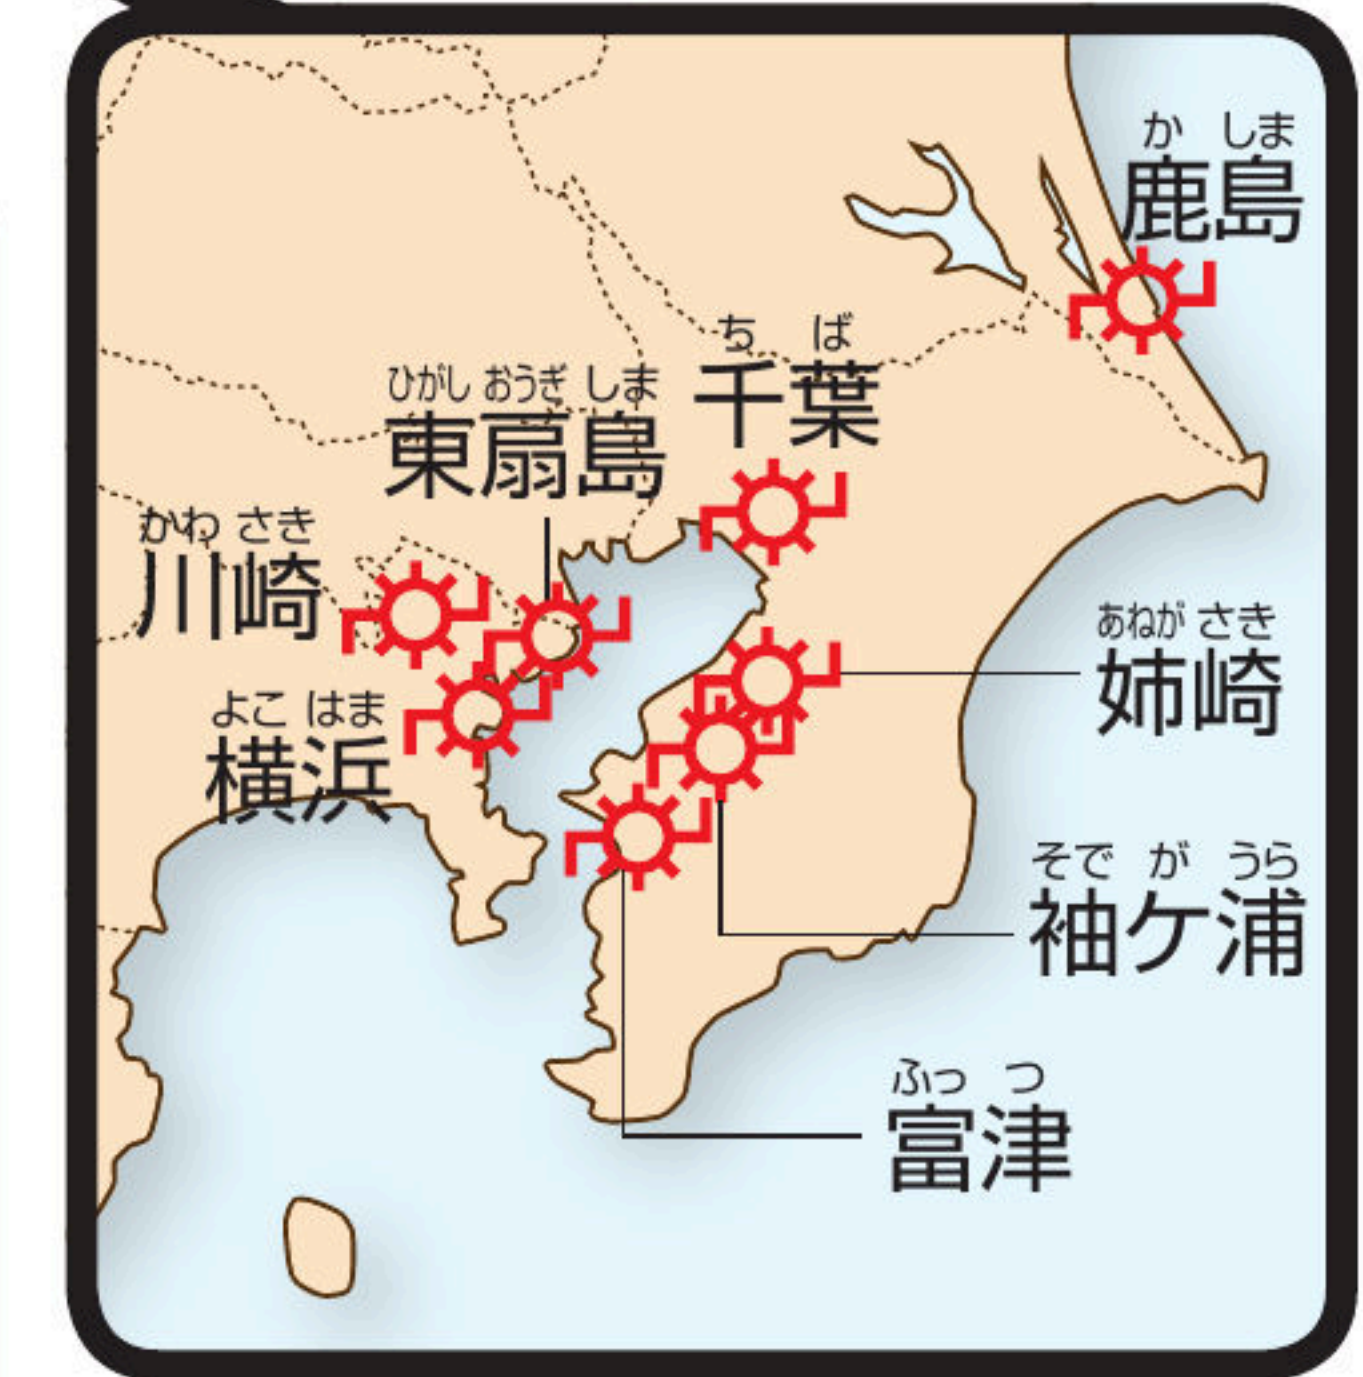 か しま
鹿島
ち ば
千葉
ひがし おうぎ しま
東扇島
かわ さき
川崎
あねが さき
姉崎
よこ はま
横浜
そで が うら
袖ケ浦
ふっ つ
富津